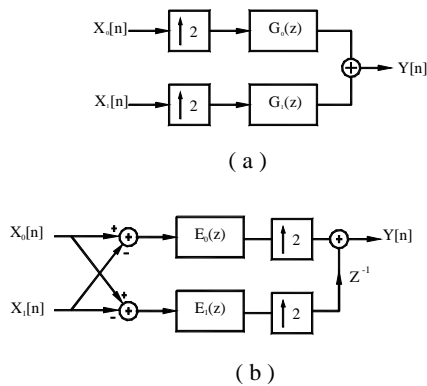 X₀[n] ↑2 G₀(z)
+ Y[n]
X₁[n] ↑2 G₁(z)
( a )
X₀[n] + - E₀(z) ↑2 + Y[n]
Z⁻¹
X₁[n] + - E₁(z) ↑2
( b )